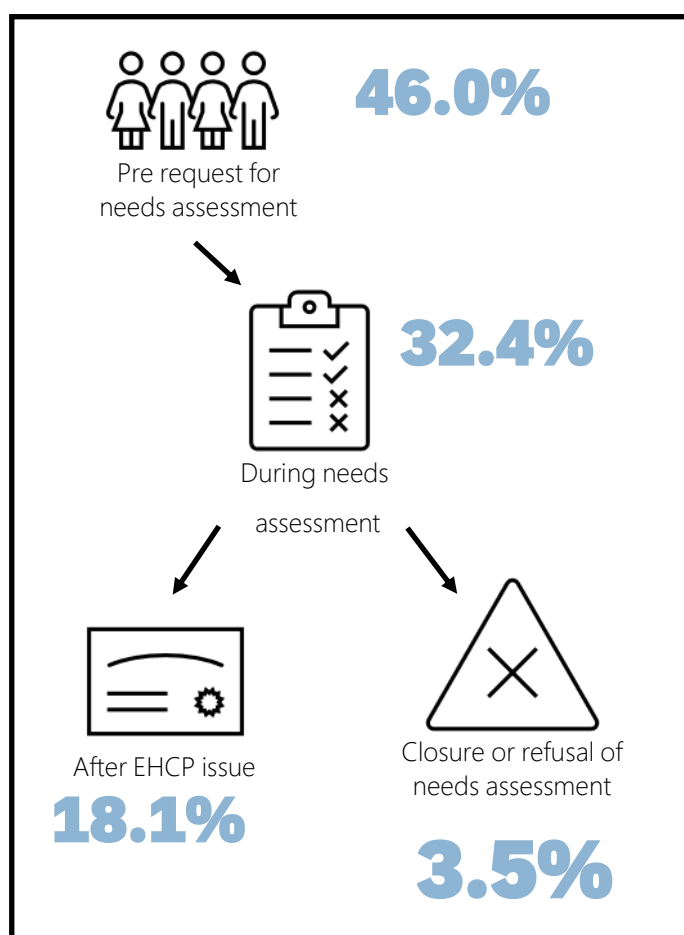 46.0%
Pre request for
needs assessment
32.4%
During needs
assessment
After EHCP issue
18.1%
Closure or refusal of
needs assessment
3.5%